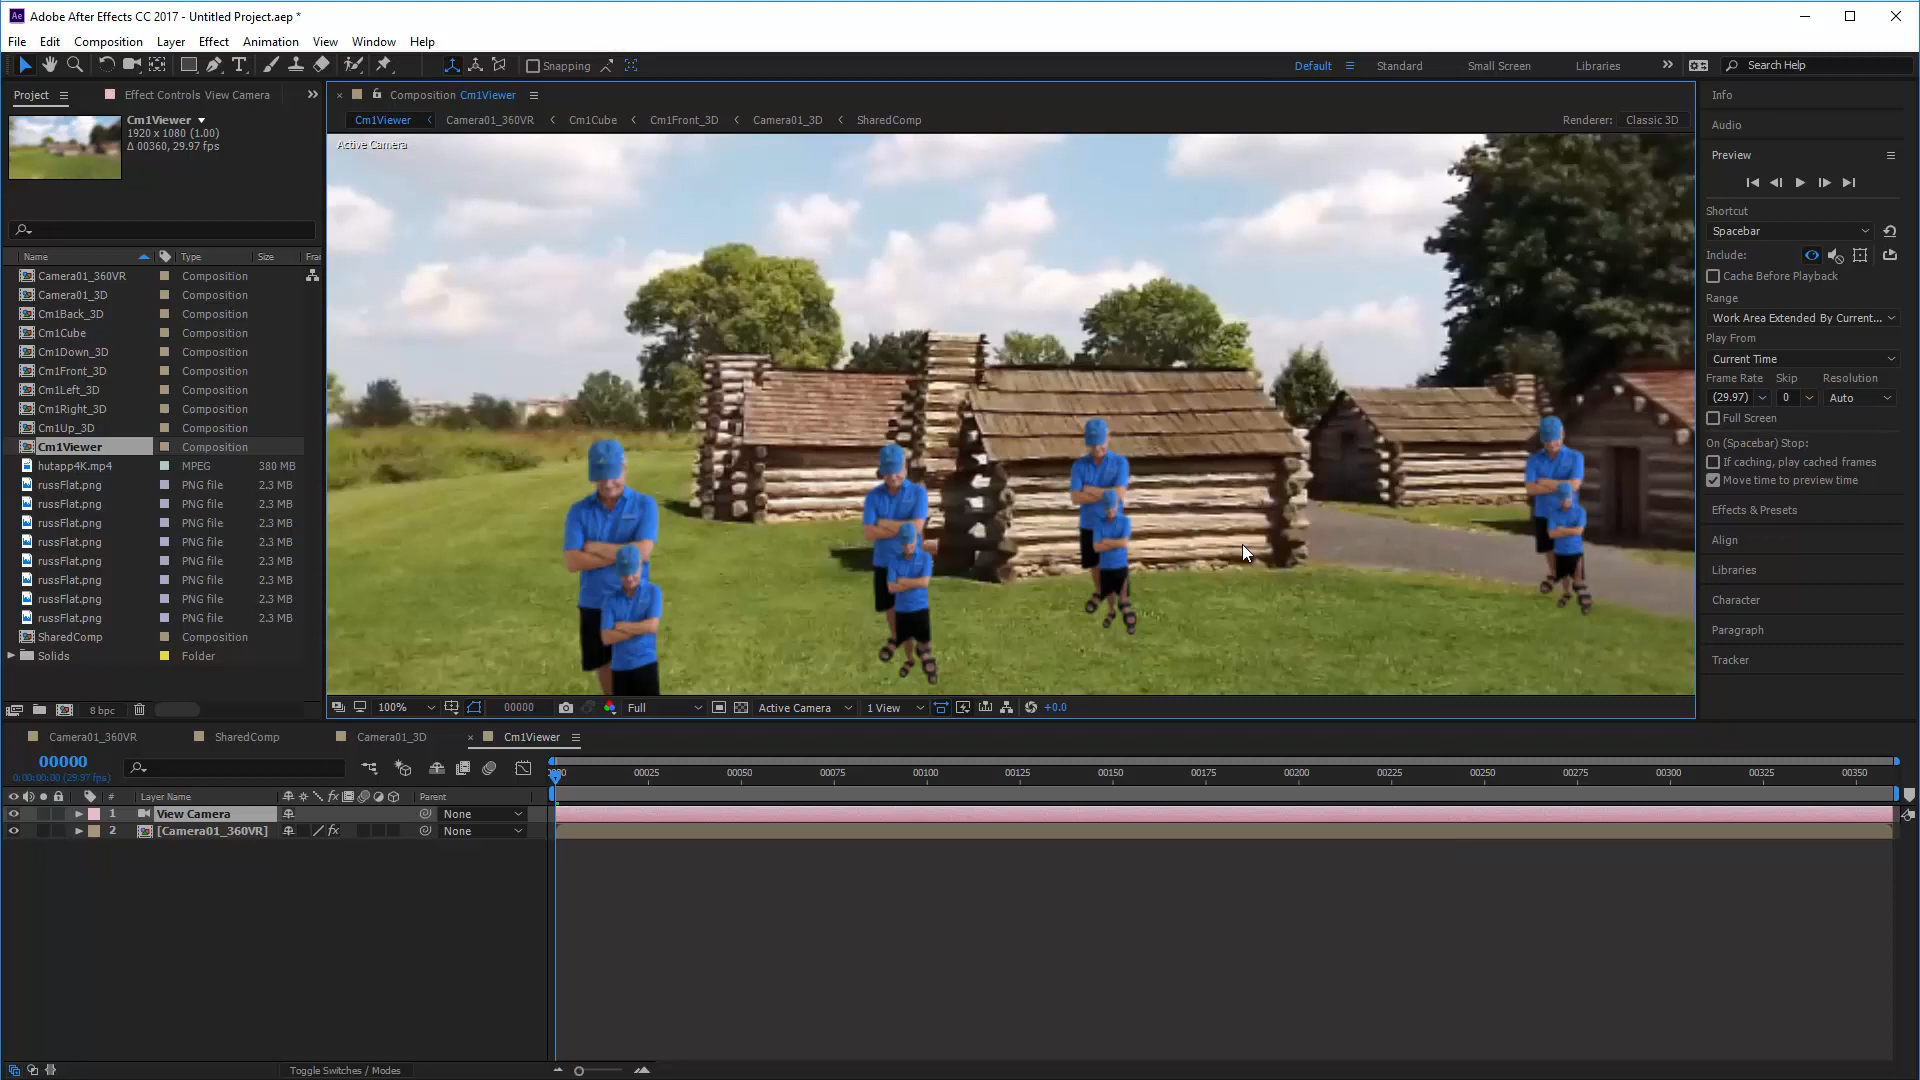 Adobe After Effects CC 2017 - Untitled Project.aep *
File Edit Composition Layer Effect Animation View Window Help
Snapping
Default Standard Small Screen Libraries
Search Help
Project Effect Controls View Camera
Cm1Viewer
1920 x 1080 (1.00)
Δ 00360, 29.97 fps
Composition Cm1Viewer
Cm1Viewer Camera01_360VR Cm1Cube Cm1Front_3D Camera01_3D SharedComp
Renderer: Classic 3D
Active Camera
Name Type Size Frar
Camera01_360VR Composition
Camera01_3D Composition
Cm1Back_3D Composition
Cm1Cube Composition
Cm1Down_3D Composition
Cm1Front_3D Composition
Cm1Left_3D Composition
Cm1Right_3D Composition
Cm1Up_3D Composition
Cm1Viewer Composition
hutapp4K.mp4 MPEG 380 MB
russFlat.png PNG file 2.3 MB
russFlat.png PNG file 2.3 MB
russFlat.png PNG file 2.3 MB
russFlat.png PNG file 2.3 MB
russFlat.png PNG file 2.3 MB
russFlat.png PNG file 2.3 MB
russFlat.png PNG file 2.3 MB
russFlat.png PNG file 2.3 MB
SharedComp Composition
Solids Folder
8 bpc
100% 00000 Full Active Camera 1 View +0.0
Info
Audio
Preview
Shortcut
Spacebar
Include:
Cache Before Playback
Range
Work Area Extended By Current...
Play From
Current Time
Frame Rate Skip Resolution
(29.97) 0 Auto
Full Screen
On (Spacebar) Stop:
If caching, play cached frames
Move time to preview time
Effects & Presets
Align
Libraries
Character
Paragraph
Tracker
Camera01_360VR SharedComp Camera01_3D Cm1Viewer
00000
0:00:00:00 (29.97 fps)
00025 00050 00075 00100 00125 00150 00175 00200 00225 00250 00275 00300 00325 00350
# Layer Name Parent
1 View Camera None
2 [Camera01_360VR] fx None
Toggle Switches / Modes